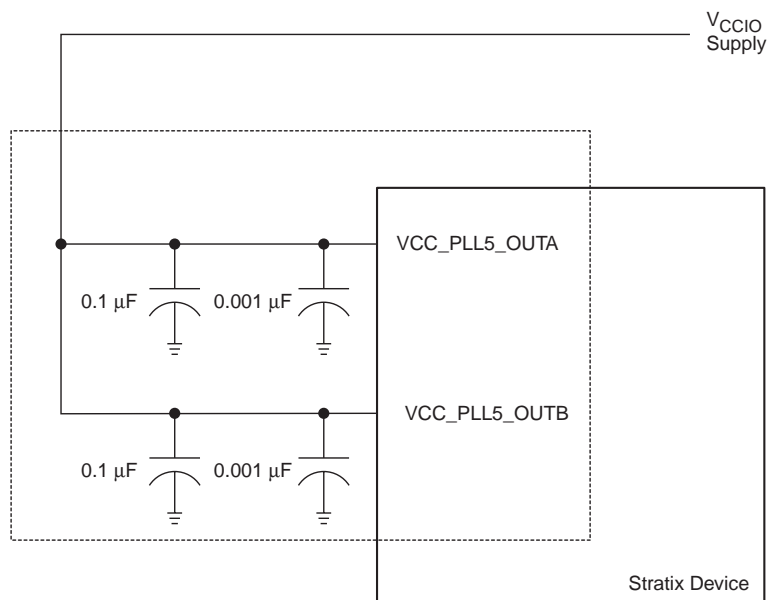 VCCIO
Supply
VCC_PLL5_OUTA
0.1 μF
0.001 μF
VCC_PLL5_OUTB
0.1 μF
0.001 μF
Stratix Device